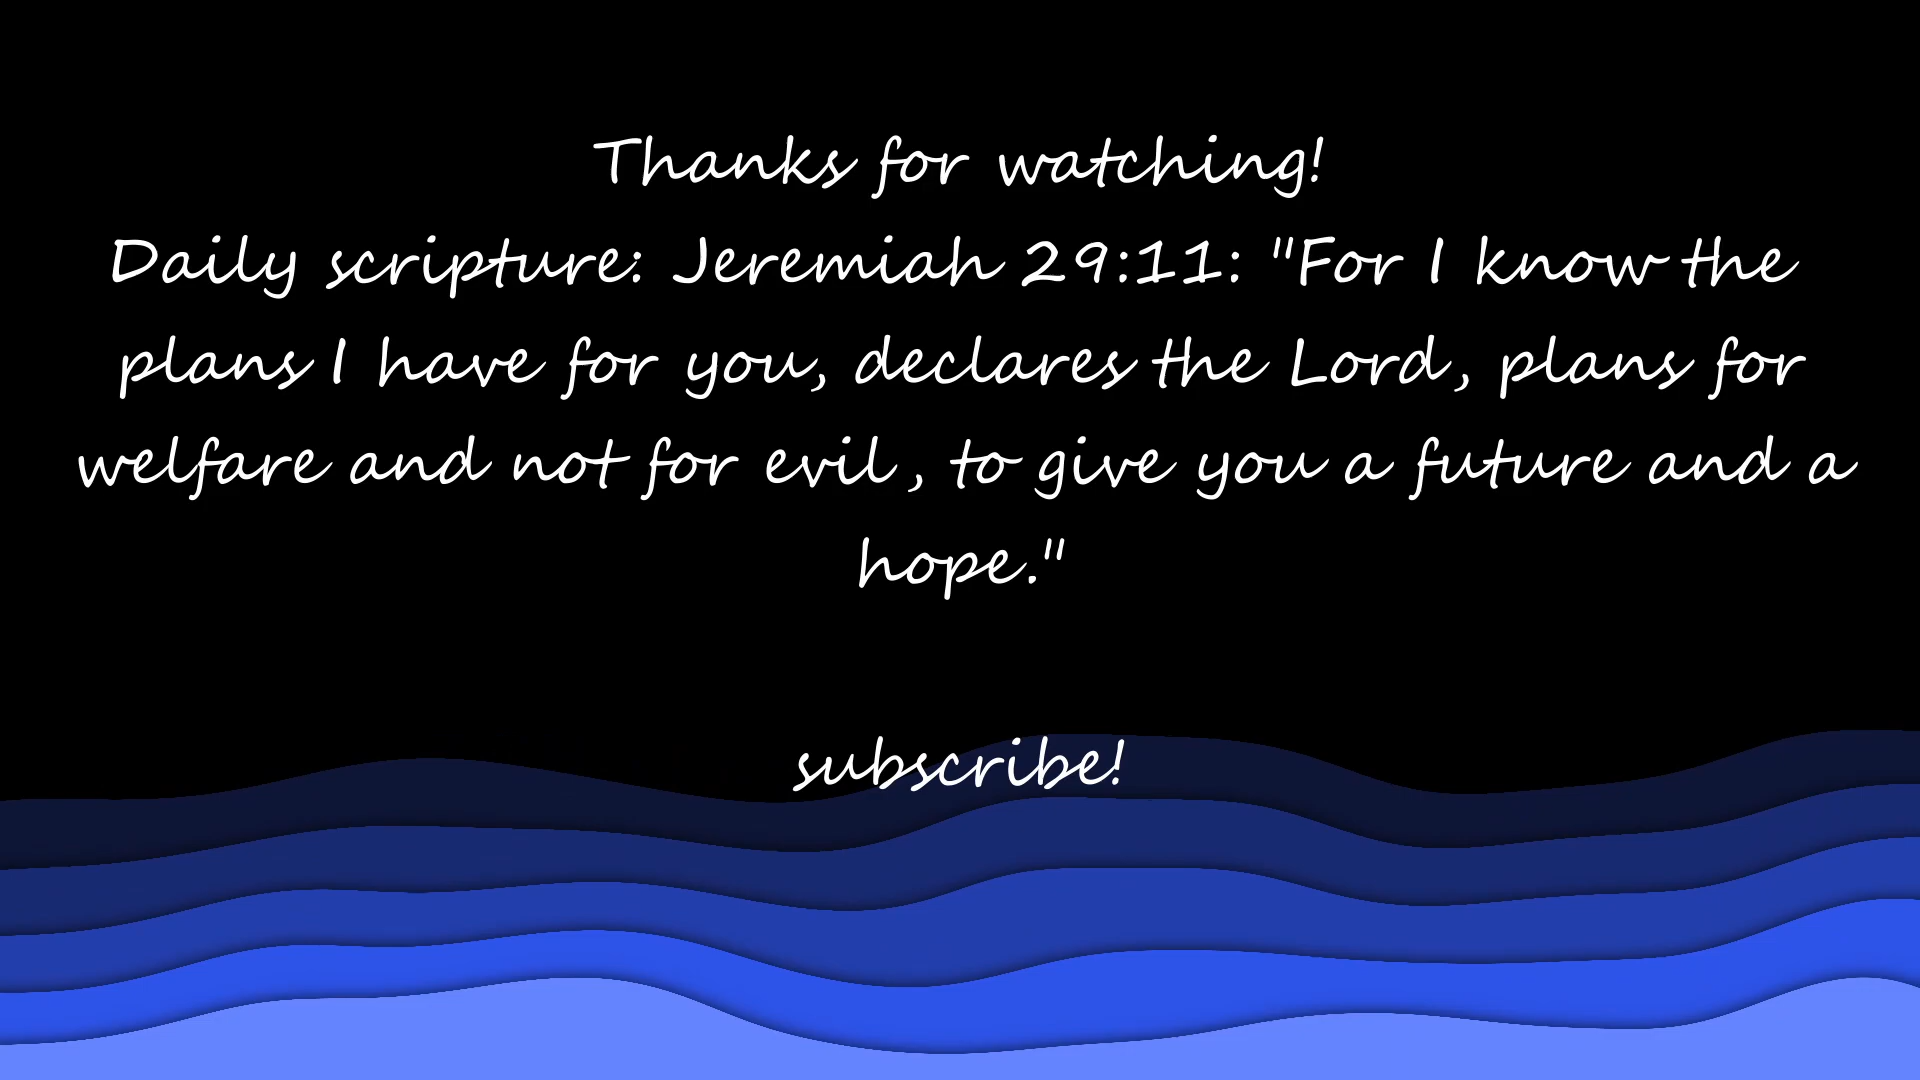 Thanks for watching!
Daily scripture: Jeremiah 29:11: "For I know the
plans I have for you, declares the Lord, plans for
welfare and not for evil, to give you a future and a
hope."
subscribe!